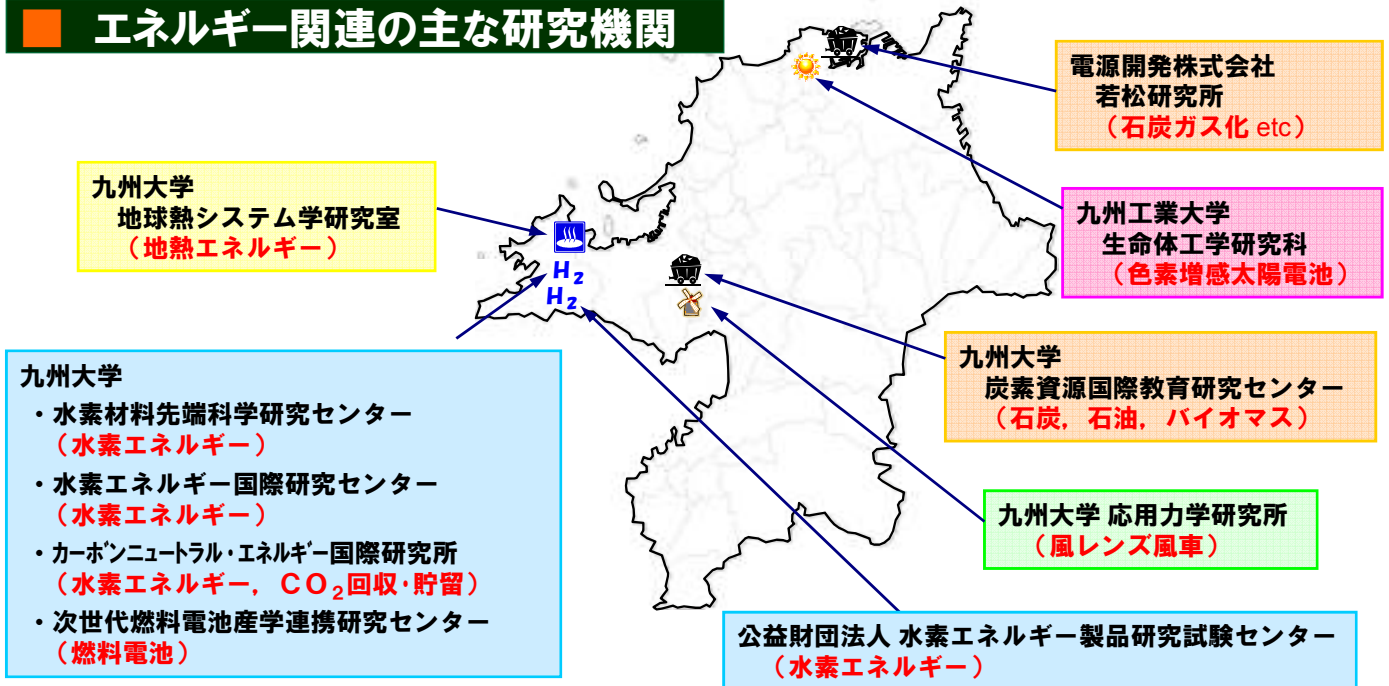 エネルギー関連の主な研究機関
電源開発株式会社
若松研究所
（石炭ガス化 etc）
九州大学
地球熱システム学研究室
（地熱エネルギー）
九州工業大学
生命体工学研究科
（色素増感太陽電池）
H₂
H₂
九州大学
炭素資源国際教育研究センター
（石炭，石油，バイオマス）
九州大学
・水素材料先端科学研究センター
（水素エネルギー）
・水素エネルギー国際研究センター
（水素エネルギー）
・カーボンニュートラル・エネルギー国際研究所
（水素エネルギー，ＣＯ₂回収・貯留）
・次世代燃料電池産学連携研究センター
（燃料電池）
九州大学 応用力学研究所
（風レンズ風車）
公益財団法人 水素エネルギー製品研究試験センター
（水素エネルギー）